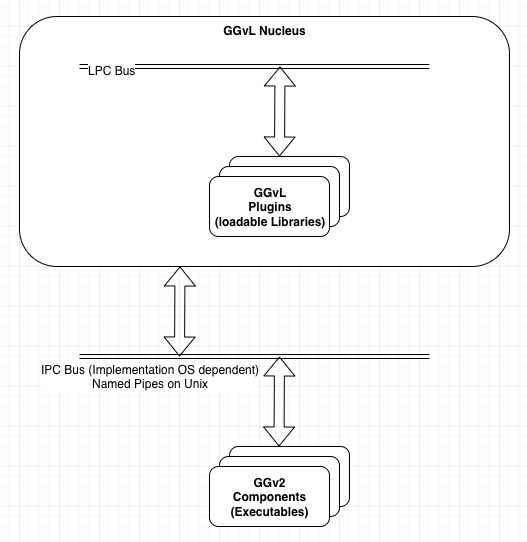 GGvL Nucleus
LPC Bus
GGvL
Plugins
(loadable Libraries)
IPC Bus (Implementation OS dependent)
Named Pipes on Unix
GGv2
Components
(Executables)